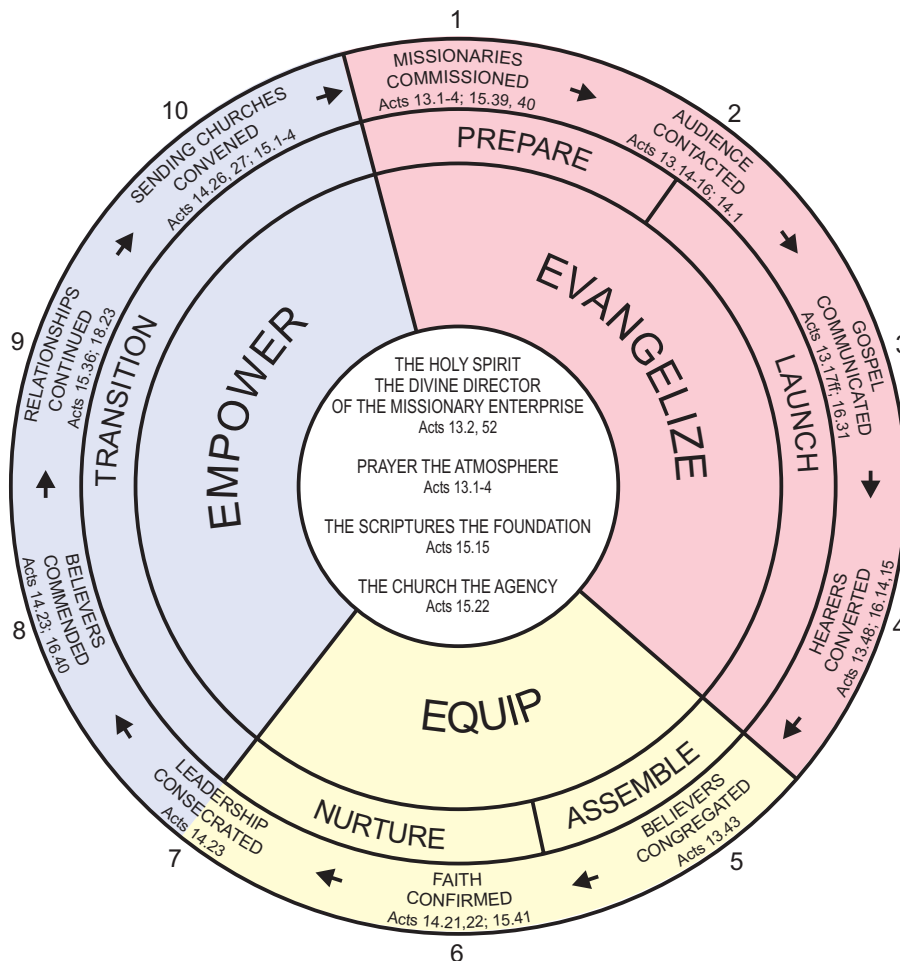 1
MISSIONARIES
COMMISSIONED
Acts 13.1-4; 15.39, 40
2
AUDIENCE
CONTACTED
Acts 13.14-16; 14.1
3
GOSPEL
COMMUNICATED
Acts 13.17ff; 16.31
4
HEARERS
CONVERTED
Acts 13.48; 16.14,15
5
BELIEVERS
CONGREGATED
Acts 13.43
6
FAITH
CONFIRMED
Acts 14.21,22; 15.41
7
LEADERSHIP
CONSECRATED
Acts 14.23
8
BELIEVERS
COMMENDED
Acts 14.23; 16.40
9
RELATIONSHIPS
CONTINUED
Acts 15.36; 18.23
10
SENDING CHURCHES
CONVENED
Acts 14.26, 27; 15.1-4
PREPARE
LAUNCH
ASSEMBLE
NURTURE
TRANSITION
EVANGELIZE
EQUIP
EMPOWER
THE HOLY SPIRIT
THE DIVINE DIRECTOR
OF THE MISSIONARY ENTERPRISE
Acts 13.2, 52
PRAYER THE ATMOSPHERE
Acts 13.1-4
THE SCRIPTURES THE FOUNDATION
Acts 15.15
THE CHURCH THE AGENCY
Acts 15.22